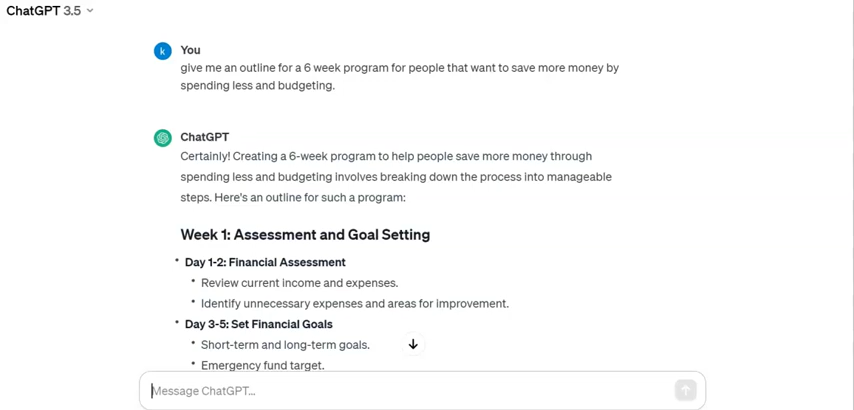 ChatGPT 3.5
You
give me an outline for a 6 week program for people that want to save more money by
spending less and budgeting.
ChatGPT
Certainly! Creating a 6-week program to help people save more money through
spending less and budgeting involves breaking down the process into manageable
steps. Here's an outline for such a program:
Week 1: Assessment and Goal Setting
• Day 1-2: Financial Assessment
• Review current income and expenses.
• Identify unnecessary expenses and areas for improvement.
• Day 3-5: Set Financial Goals
• Short-term and long-term goals.
• Emergency fund target.
Message ChatGPT...